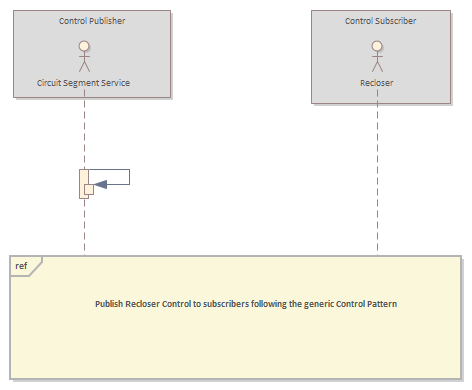 Control Publisher
Control Subscriber
Circuit Segment Service
Recloser
ref
Publish Recloser Control to subscribers following the generic Control Pattern